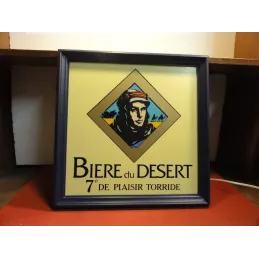 BIERE du DESERT
7° DE PLAISIR TORRIDE